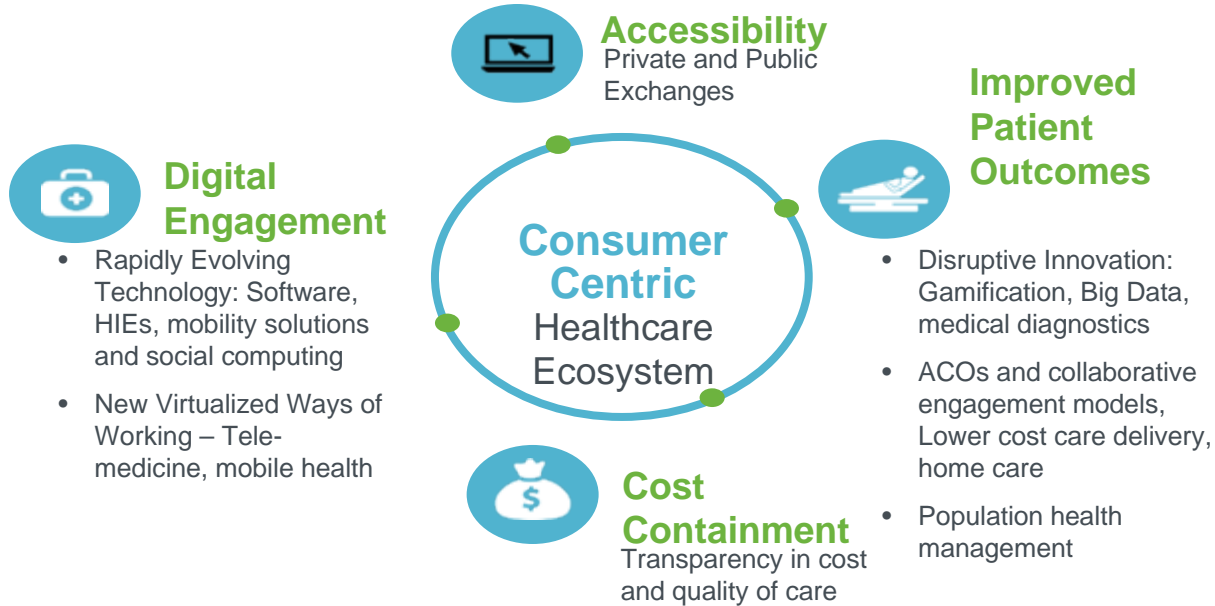 Accessibility
Private and Public
Exchanges
Improved
Patient
Outcomes
• Disruptive Innovation:
Gamification, Big Data,
medical diagnostics
• ACOs and collaborative
engagement models,
Lower cost care delivery,
home care
• Population health
management
Digital
Engagement
• Rapidly Evolving
Technology: Software,
HIEs, mobility solutions
and social computing
• New Virtualized Ways of
Working – Tele-
medicine, mobile health
Consumer
Centric
Healthcare
Ecosystem
$
Cost
Containment
Transparency in cost
and quality of care